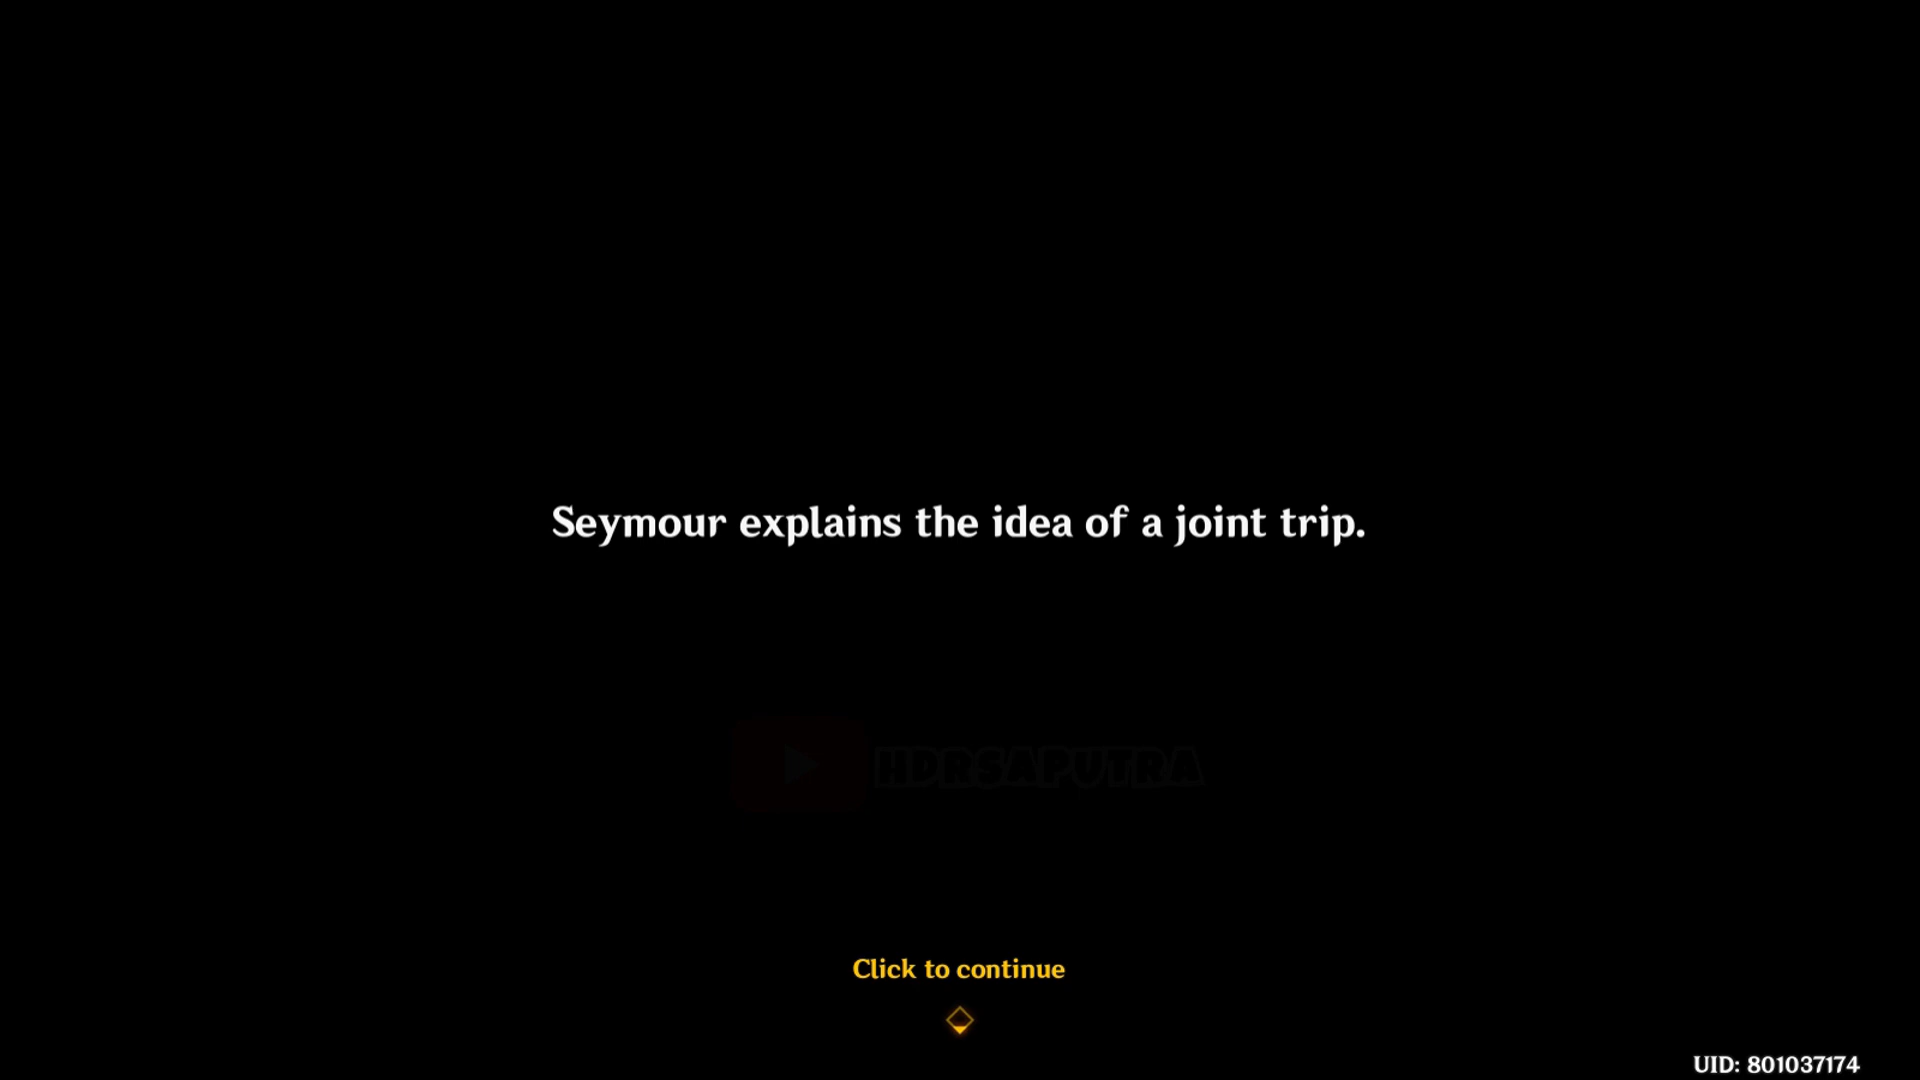 Seymour explains the idea of a joint trip.
HDRSAPUTRA
Click to continue
UID: 801037174